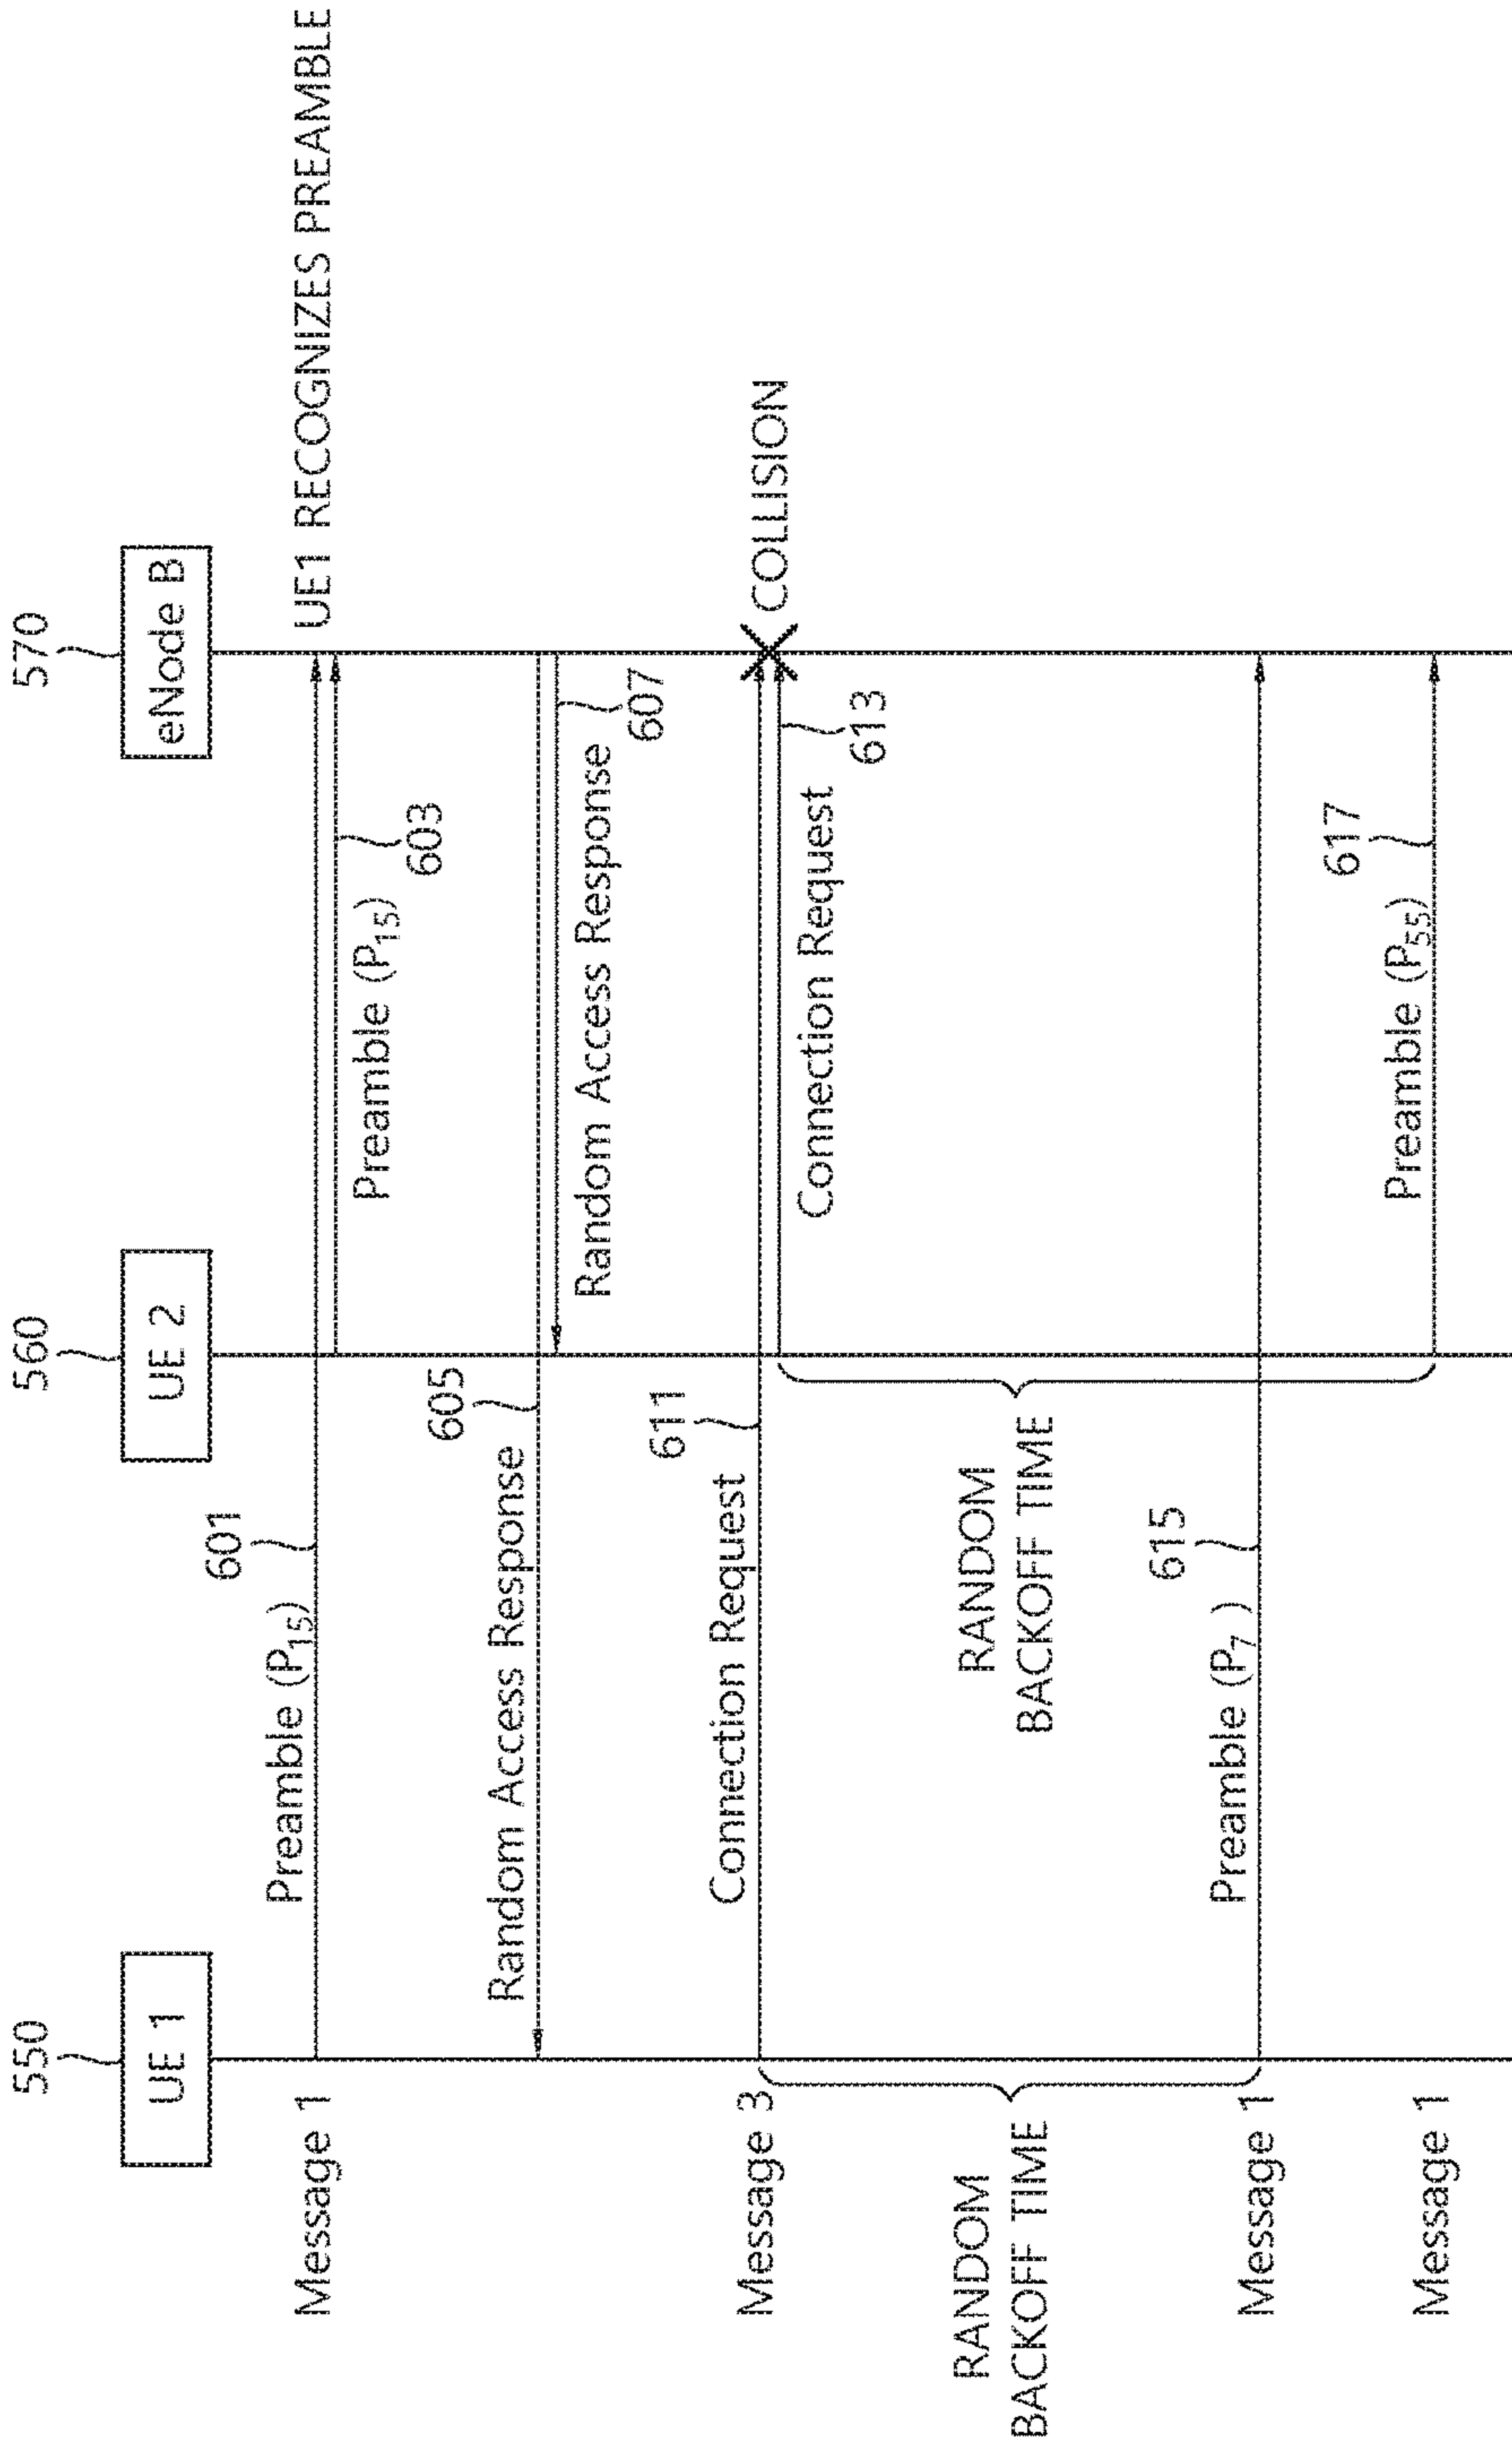 550
560
570
UE 1
UE 2
eNode B
601
Message 1
Preamble (P15)
UE1 RECOGNIZES PREAMBLE
Preamble (P15)
603
605
Random Access Response
Random Access Response
607
611
Message 3
Connection Request
COLLISION
Connection Request
613
RANDOM
BACKOFF TIME
RANDOM
BACKOFF TIME
615
Message 1
Preamble (P7 )
617
Message 1
Preamble (P55)